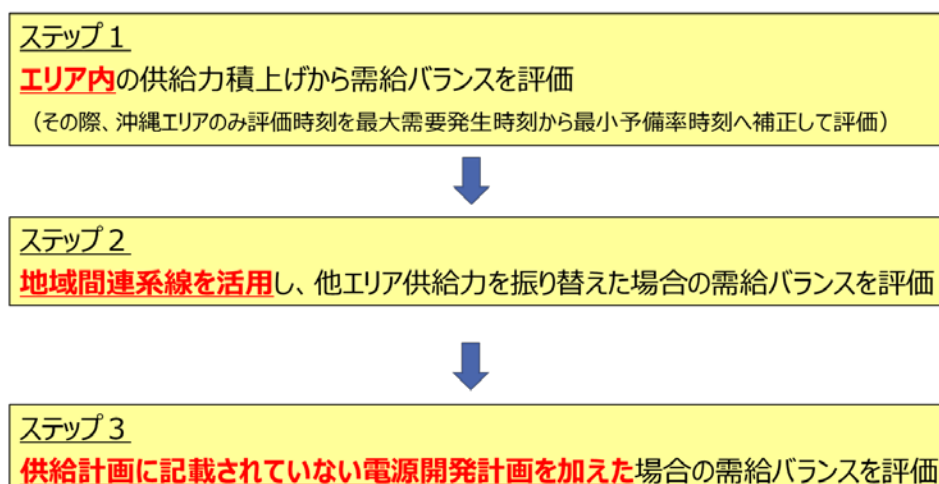 ステップ1
エリア内の供給力積上げから需給バランスを評価
(その際、沖縄エリアのみ評価時刻を最大需要発生時刻から最小予備率時刻へ補正して評価)
ステップ2
地域間連系線を活用し、他エリア供給力を振り替えた場合の需給バランスを評価
ステップ3
供給計画に記載されていない電源開発計画を加えた場合の需給バランスを評価